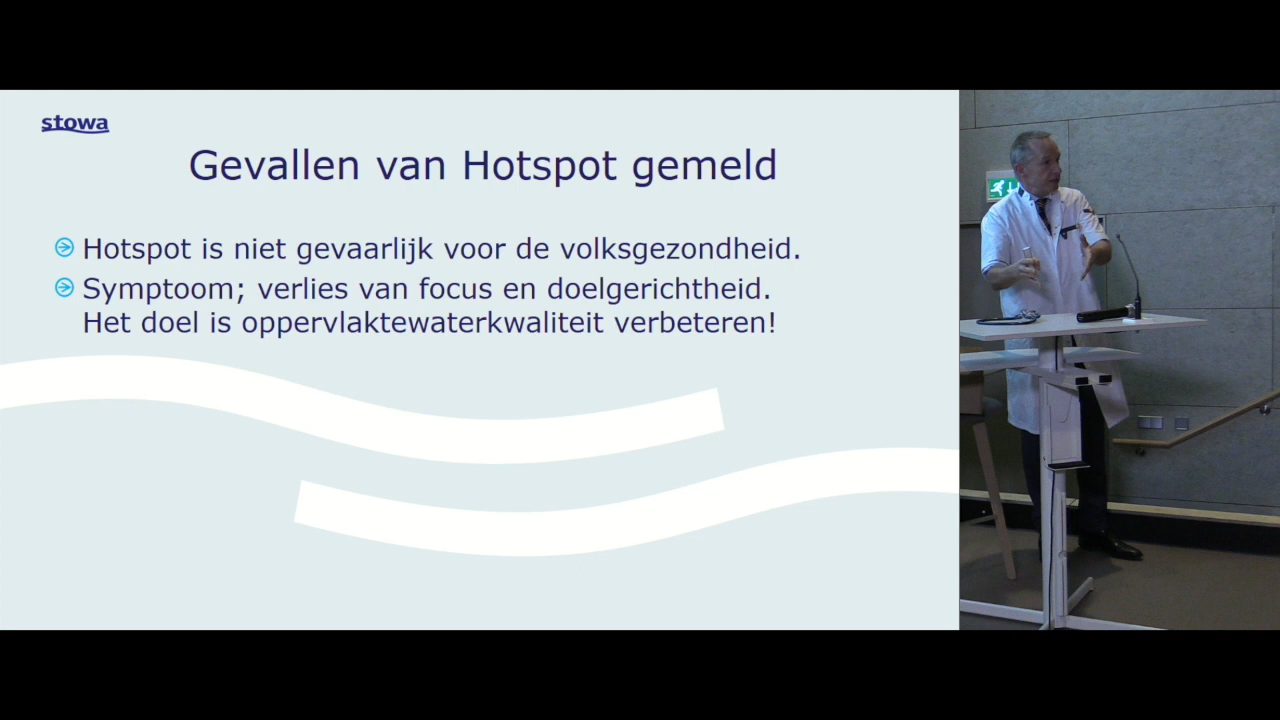 stowa
Gevallen van Hotspot gemeld
Hotspot is niet gevaarlijk voor de volksgezondheid.
Symptoom; verlies van focus en doelgerichtheid.
Het doel is oppervlaktewaterkwaliteit verbeteren!